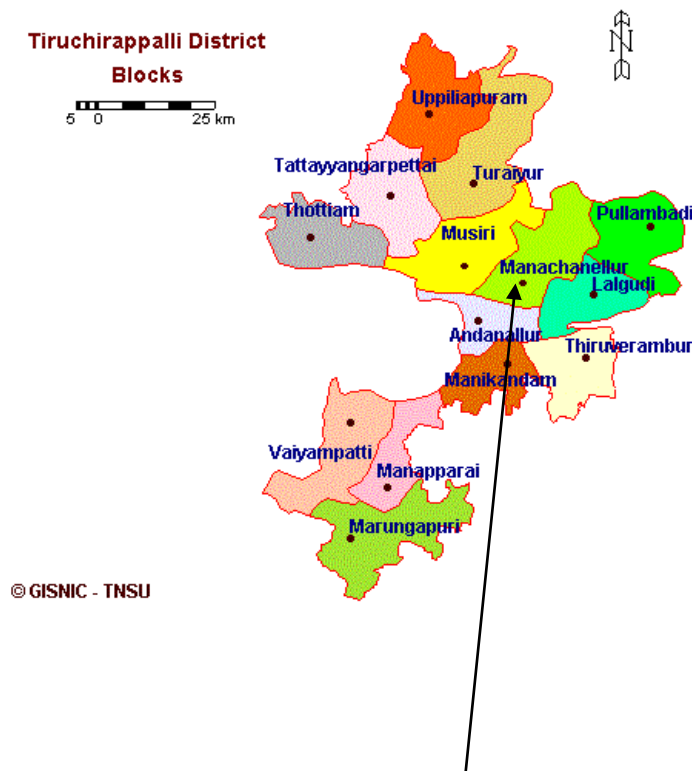 Tiruchirappalli District
Blocks
N
5 0 25 km
Uppiliapuram
Tattayyangarpettai
Turaiyur
Thottiam
Pullambadi
Musiri
Manachanellur
Lalgudi
Andanallur
Thiruverambur
Manikandam
Vaiyampatti
Manapparai
Marungapuri
© GISNIC - TNSU